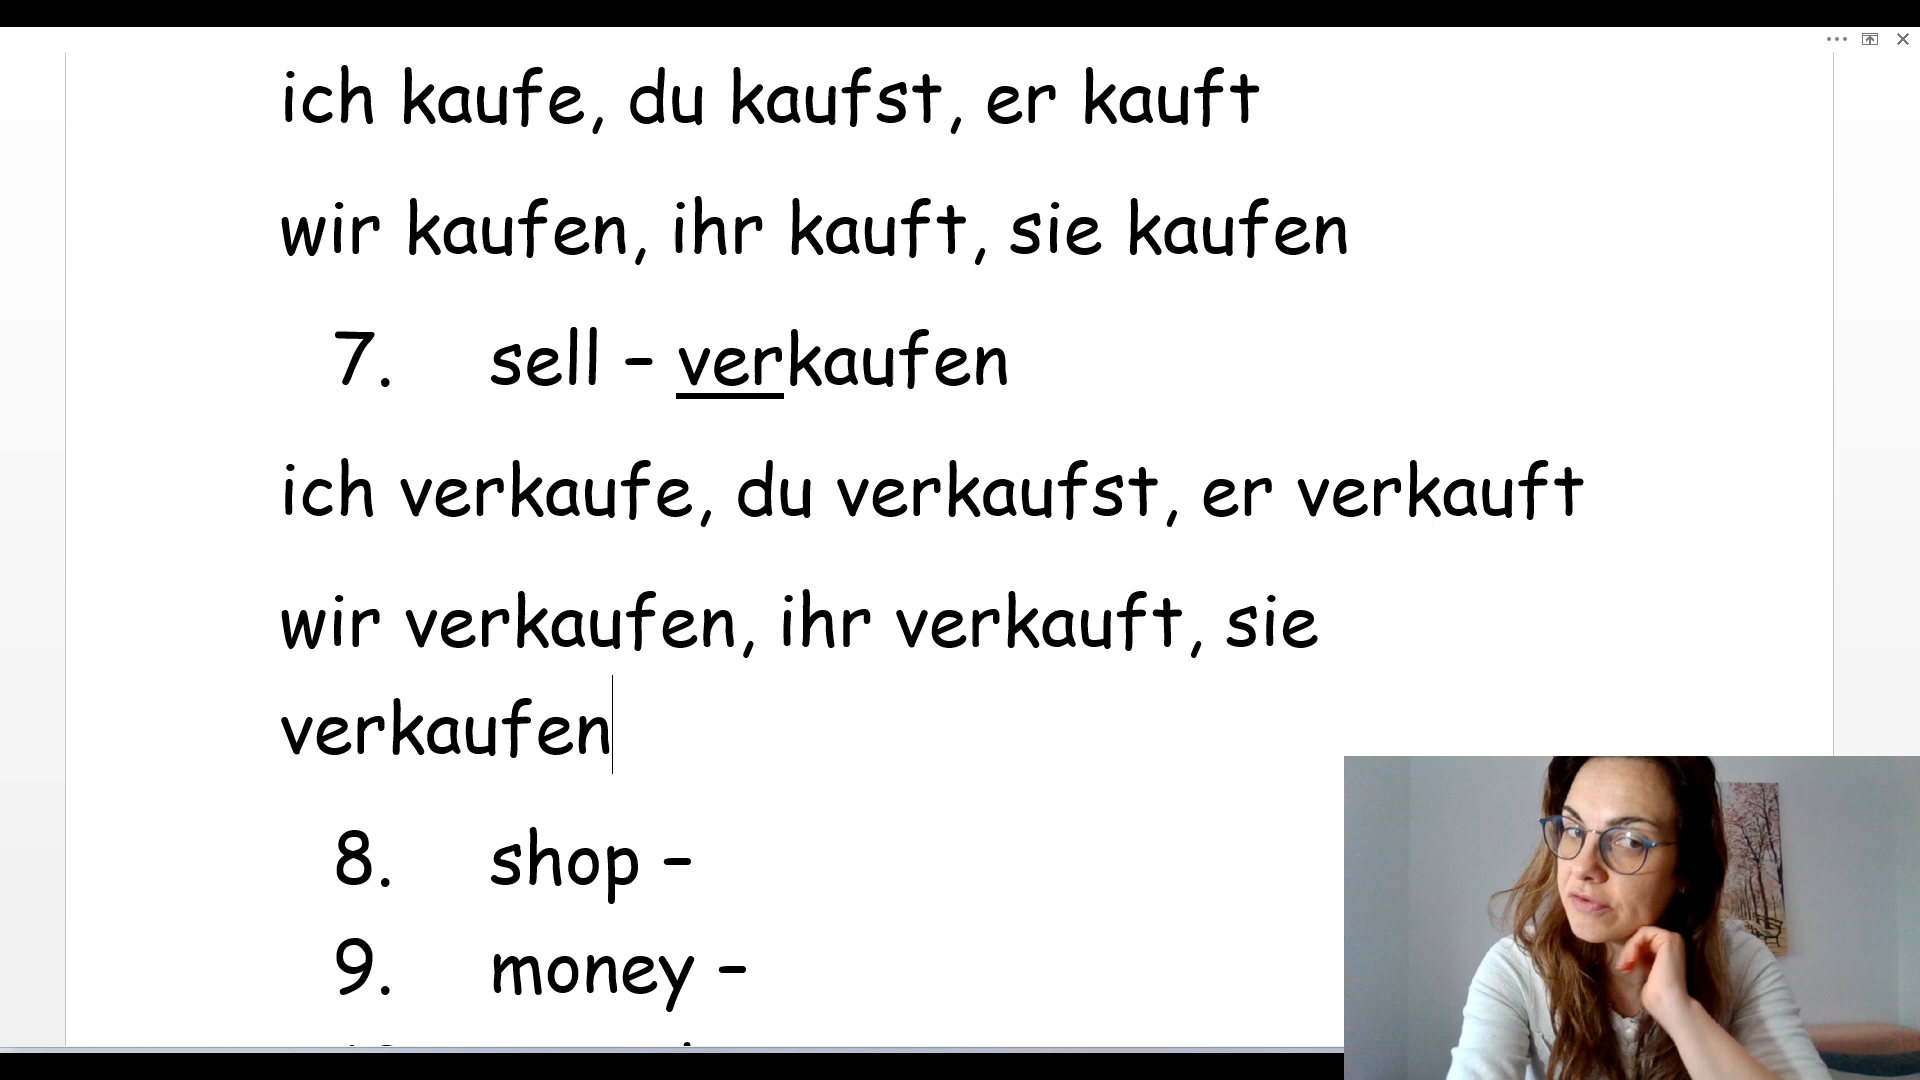 ich kaufe, du kaufst, er kauft
wir kaufen, ihr kauft, sie kaufen
7. sell – verkaufen
ich verkaufe, du verkaufst, er verkauft
wir verkaufen, ihr verkauft, sie
verkaufen
8. shop –
9. money –